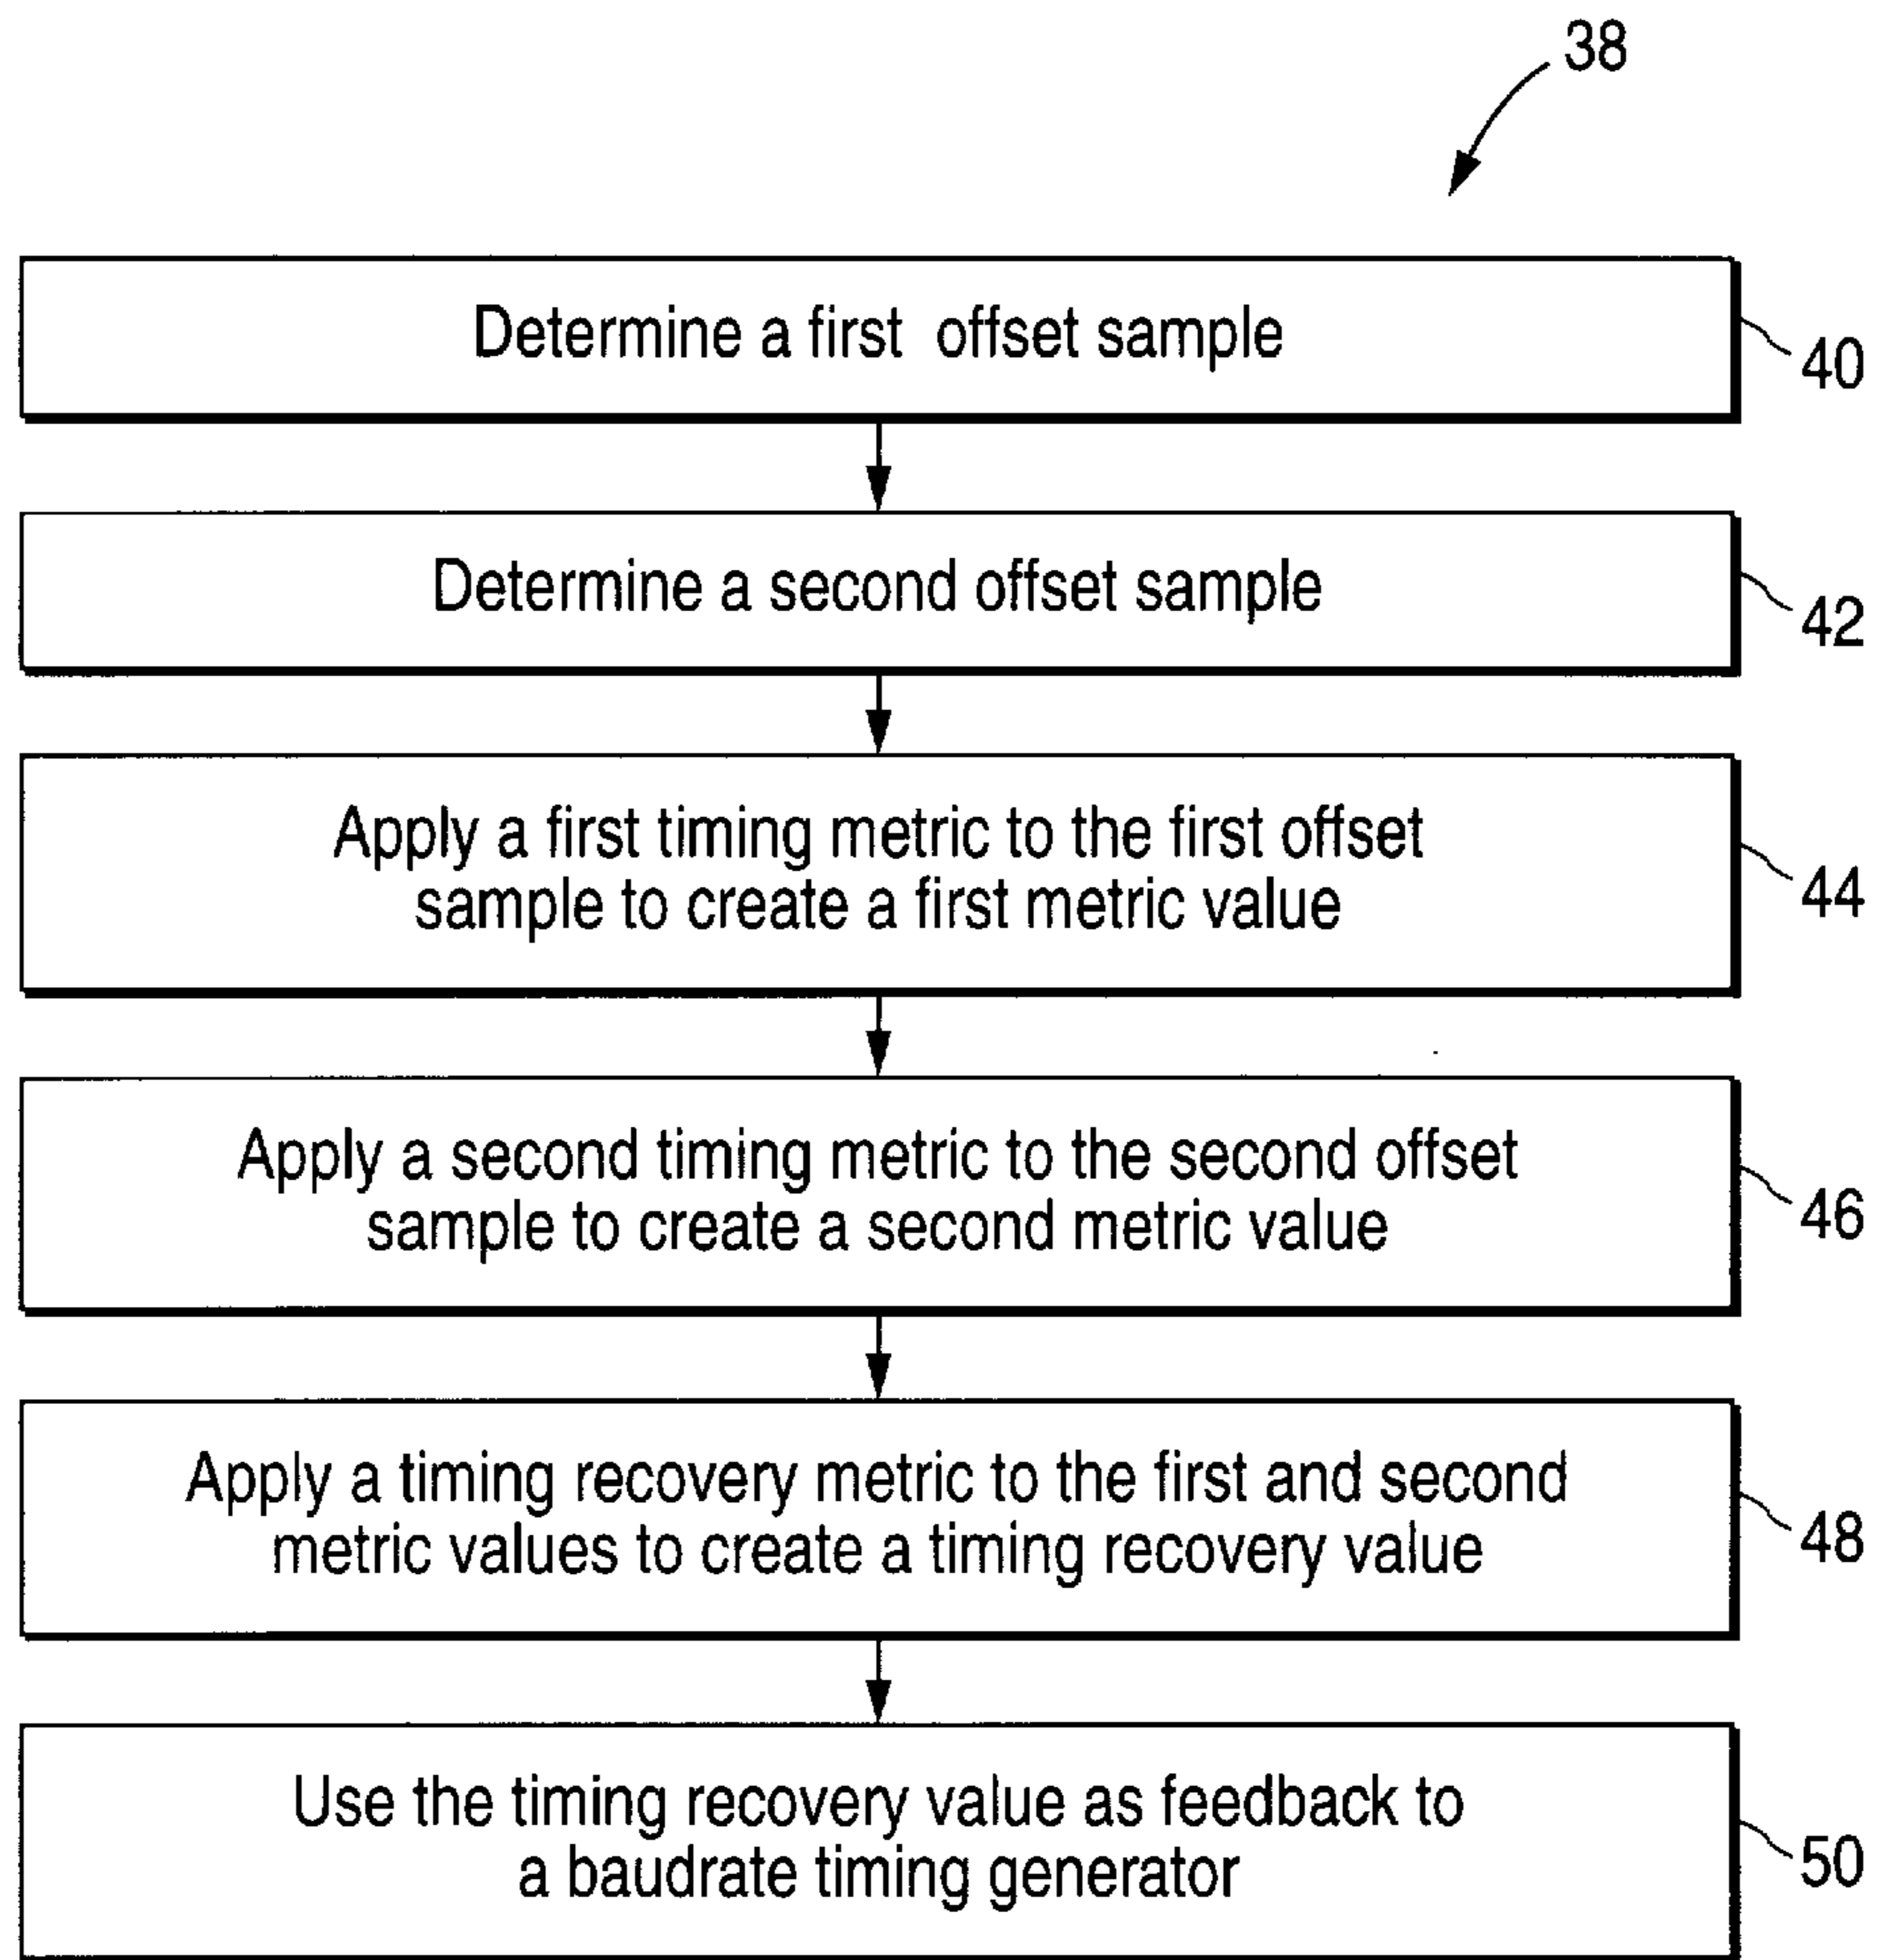 38
Determine a first offset sample
40
Determine a second offset sample
42
Apply a first timing metric to the first offset
sample to create a first metric value
44
Apply a second timing metric to the second offset
sample to create a second metric value
46
Apply a timing recovery metric to the first and second
metric values to create a timing recovery value
48
Use the timing recovery value as feedback to
a baudrate timing generator
50